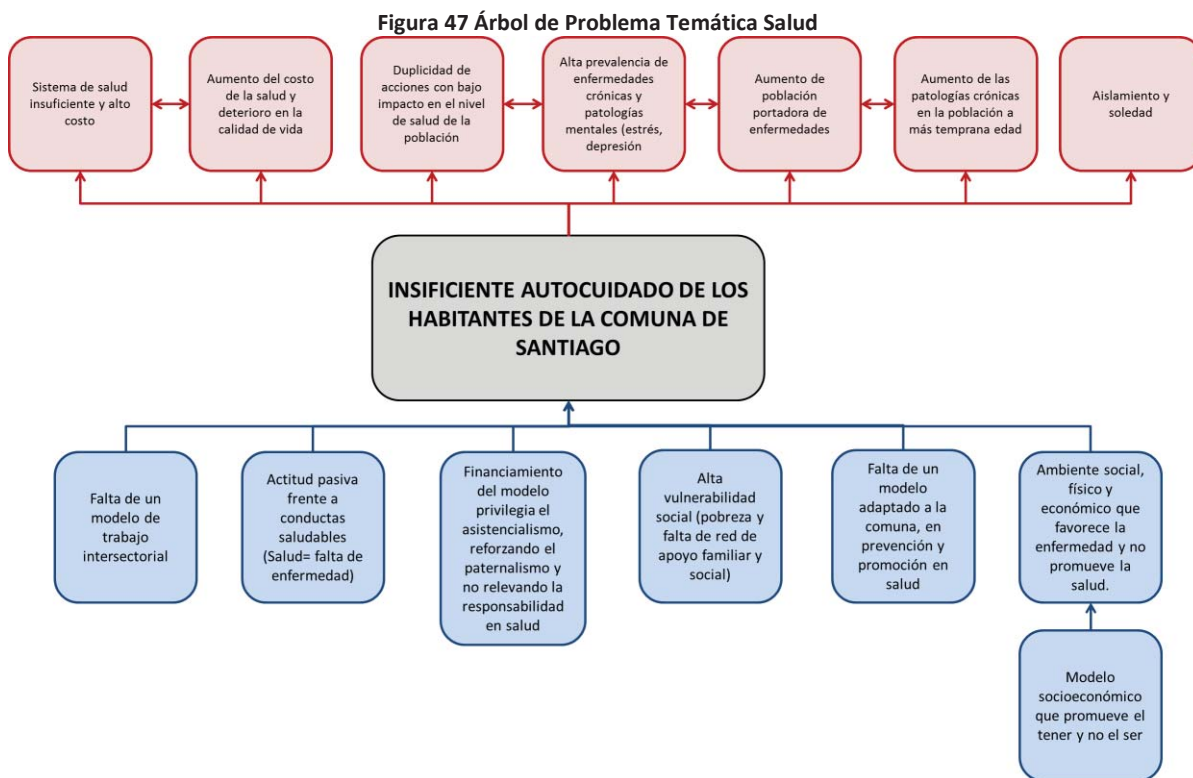 Figura 47 Árbol de Problema Temática Salud
Sistema de salud
insuficiente y alto
costo
Aumento del costo
de la salud y
deterioro en la
calidad de vida
Duplicidad de
acciones con bajo
impacto en el nivel
de salud de la
población
Alta prevalencia de
enfermedades
crónicas y
patologías
mentales (estrés,
depresión
Aumento de
población
portadora de
enfermedades
Aumento de las
patologías crónicas
en la población a
más temprana edad
Aislamiento y
soledad
INSIFICIENTE AUTOCUIDADO DE LOS
HABITANTES DE LA COMUNA DE
SANTIAGO
Falta de un
modelo de
trabajo
intersectorial
Actitud pasiva
frente a
conductas
saludables
(Salud= falta de
enfermedad)
Financiamiento
del modelo
privilegia el
asistencialismo,
reforzando el
paternalismo y
no relevando la
responsabilidad
en salud
Alta
vulnerabilidad
social (pobreza y
falta de red de
apoyo familiar y
social)
Falta de un
modelo
adaptado a la
comuna, en
prevención y
promoción en
salud
Ambiente social,
físico y
económico que
favorece la
enfermedad y no
promueve la
salud.
Modelo
socioeconómico
que promueve el
tener y no el ser